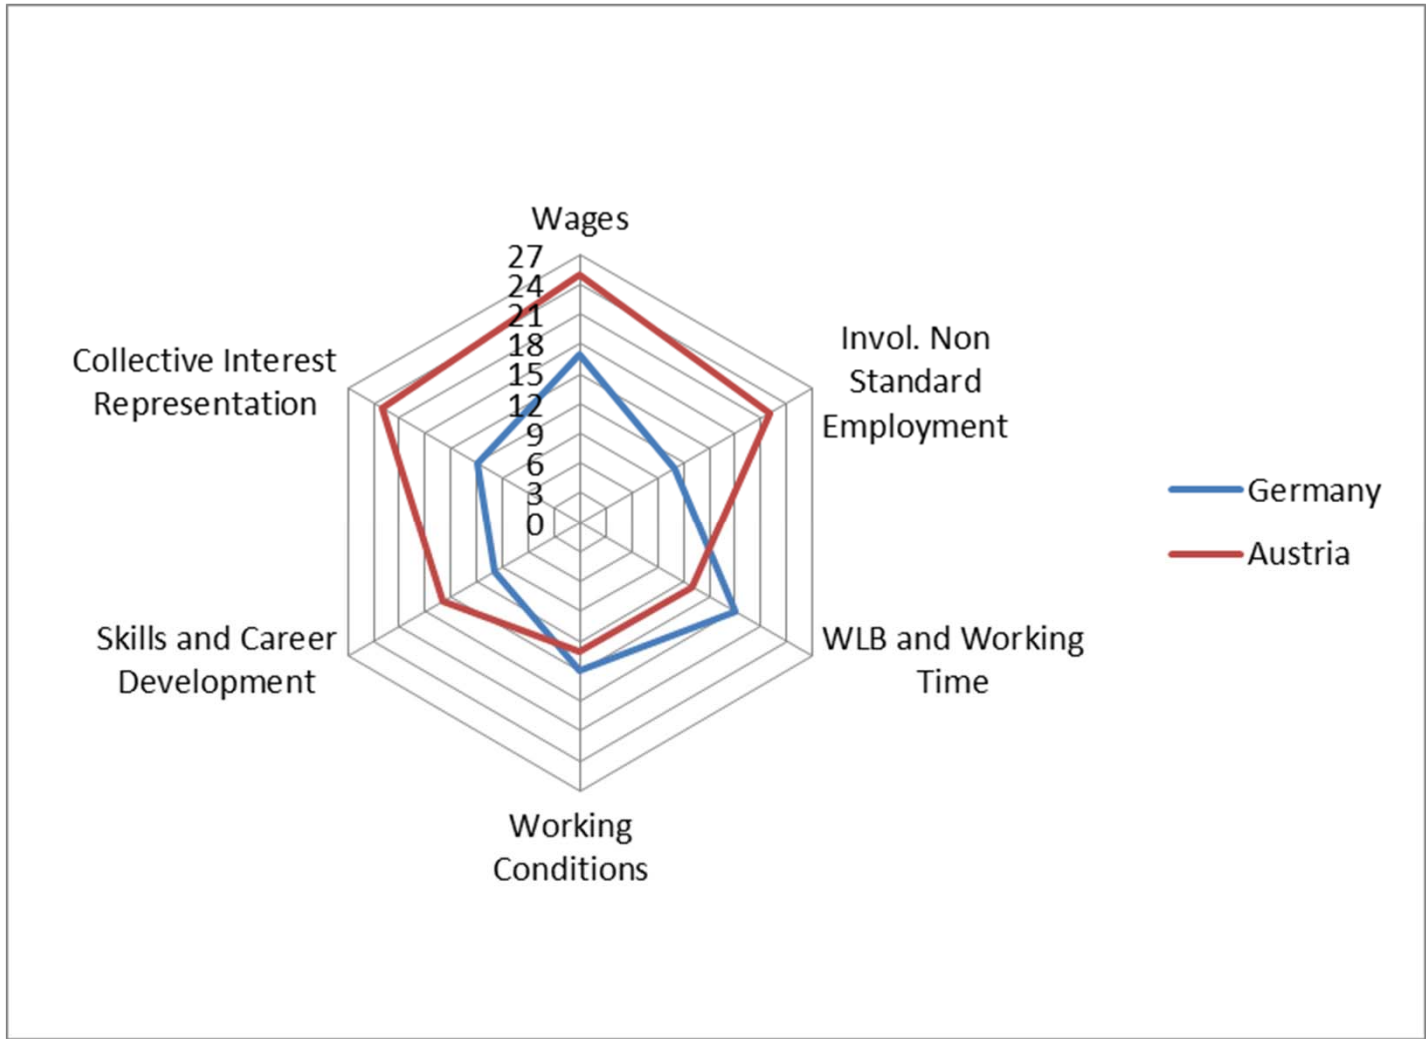 Wages
27
24
21
18
15
12
9
6
3
0
Invol. Non
Standard
Employment
WLB and Working
Time
Working
Conditions
Skills and Career
Development
Collective Interest
Representation
Germany
Austria